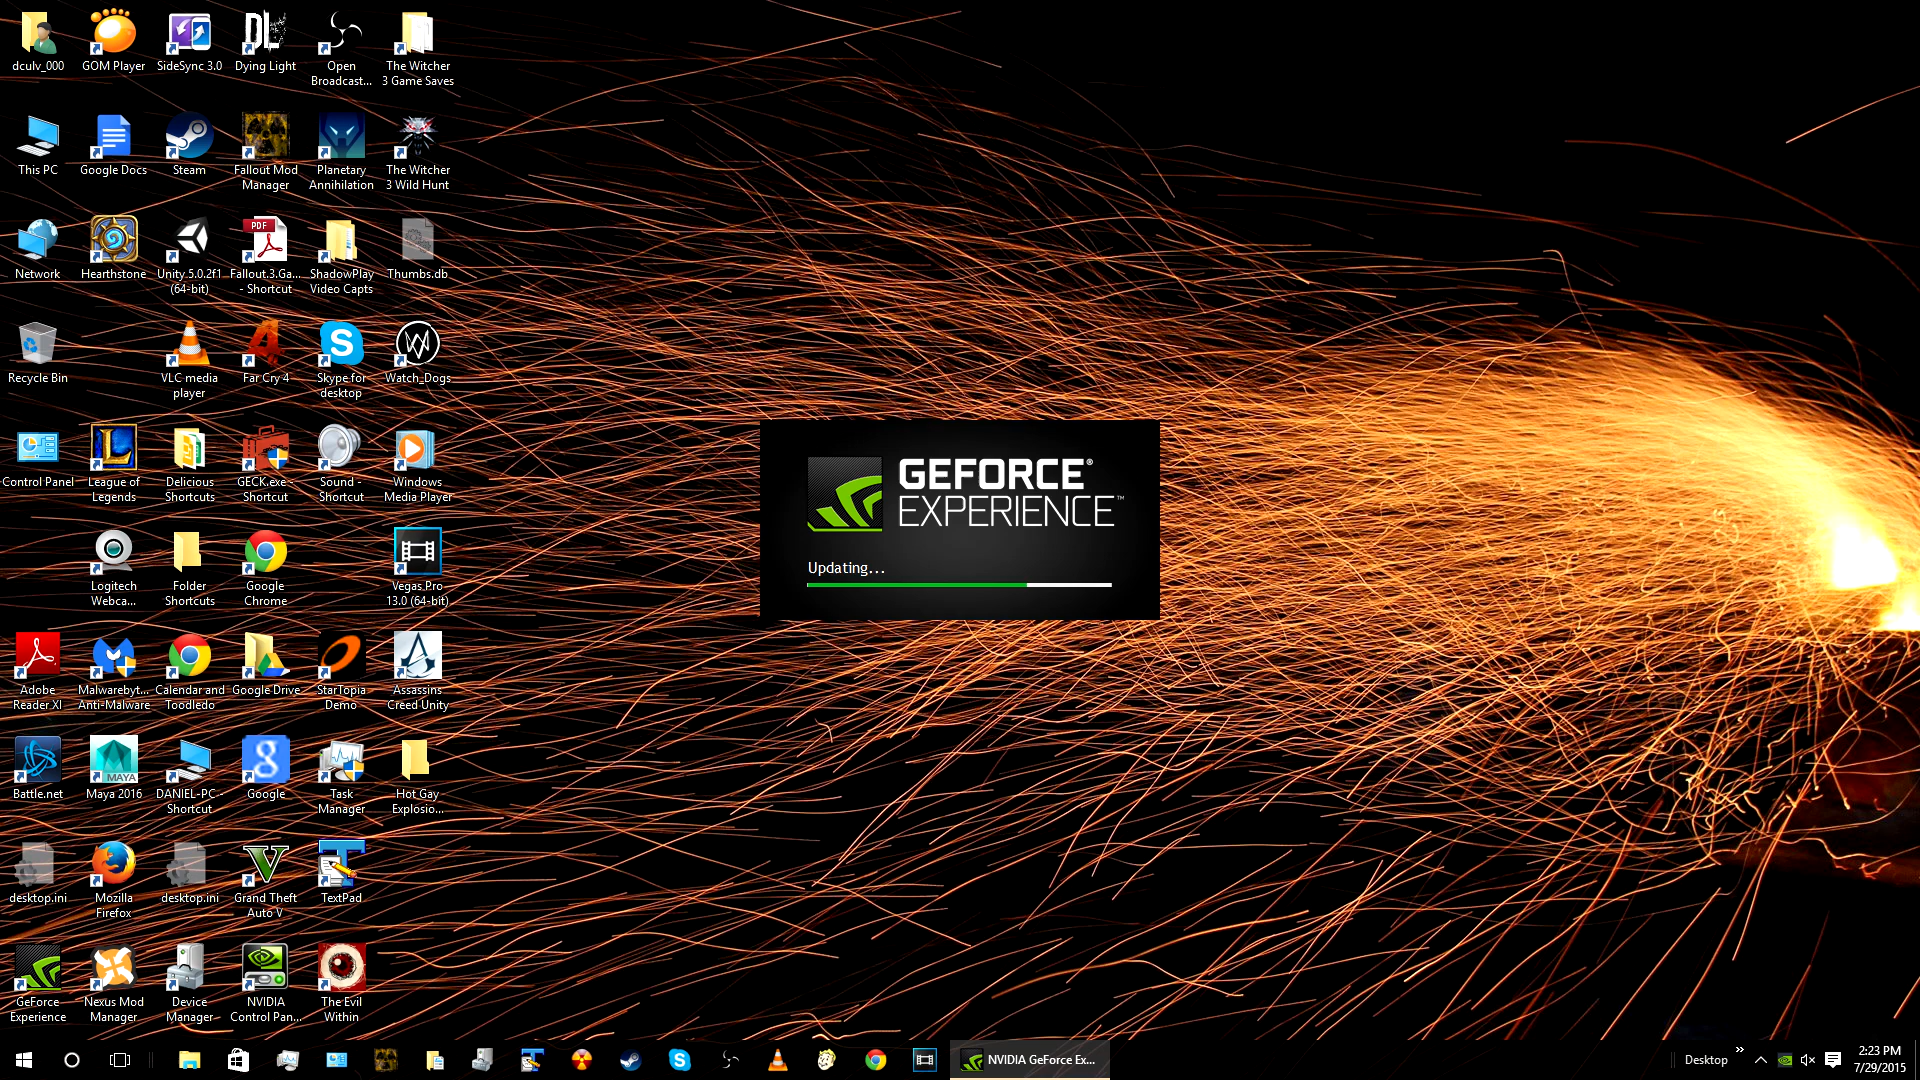 dculv_000
GOM Player
SideSync 3.0
Dying Light
Open
Broadcast...
The Witcher
3 Game Saves
This PC
Google Docs
Steam
Fallout Mod
Manager
Planetary
Annihilation
The Witcher
3 Wild Hunt
Network
Hearthstone
Unity 5.0.2f1
(64-bit)
PDF
Fallout.3.Ga...
- Shortcut
ShadowPlay
Video Capts
Thumbs.db
Recycle Bin
VLC media
player
Far Cry 4
Skype for
desktop
Watch_Dogs
Control Panel
League of
Legends
Delicious
Shortcuts
GECK.exe -
Shortcut
Sound -
Shortcut
Windows
Media Player
Logitech
Webca...
Folder
Shortcuts
Google
Chrome
Vegas Pro
13.0 (64-bit)
Adobe
Reader XI
Malwarebyt...
Anti-Malware
Calendar and
Toodledo
Google Drive
StarTopia
Demo
Assassins
Creed Unity
Battle.net
MAYA
Maya 2016
DANIEL-PC -
Shortcut
Google
Task
Manager
Hot Gay
Explosio...
desktop.ini
Mozilla
Firefox
desktop.ini
Grand Theft
Auto V
TextPad
GeForce
Experience
Nexus Mod
Manager
Device
Manager
NVIDIA
Control Pan...
The Evil
Within
GEFORCE®
EXPERIENCE™
Updating...
NVIDIA GeForce Ex...
Desktop
2:23 PM
7/29/2015